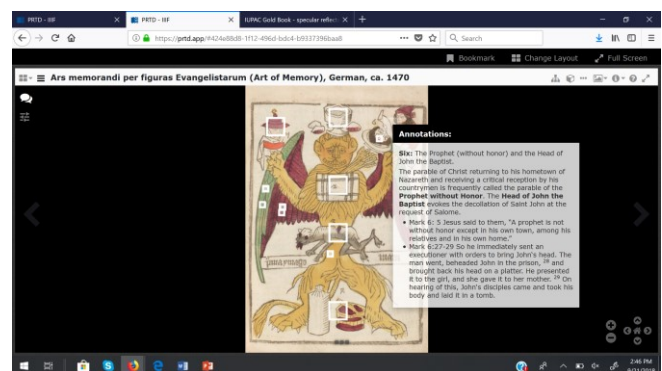 PRTD - IIIF
PRTD - IIIF
IUPAC Gold Book - specular reflecti
https://prtd.app/#424e88d8-1f12-496d-bdc4-b9337396baa8
Search
Bookmark
Change Layout
Full Screen
Ars memorandi per figuras Evangelistarum (Art of Memory), German, ca. 1470
Annotations:
Six: The Prophet (without honor) and the Head of
John the Baptist.
The parable of Christ returning to his hometown of
Nazareth and receiving a critical reception by his
countrymen is frequently called the parable of the
Prophet without Honor. The Head of John the
Baptist evokes the decollation of Saint John at the
request of Salome.
• Mark 6: 5 Jesus said to them, "A prophet is not
without honor except in his own town, among his
relatives and in his own home."
• Mark 6:27-29 So he immediately sent an
executioner with orders to bring John's head. The
man went, beheaded John in the prison, 28 and
brought back his head on a platter. He presented
it to the girl, and she gave it to her mother. 29 On
hearing of this, John's disciples came and took his
body and laid it in a tomb.
2:46 PM